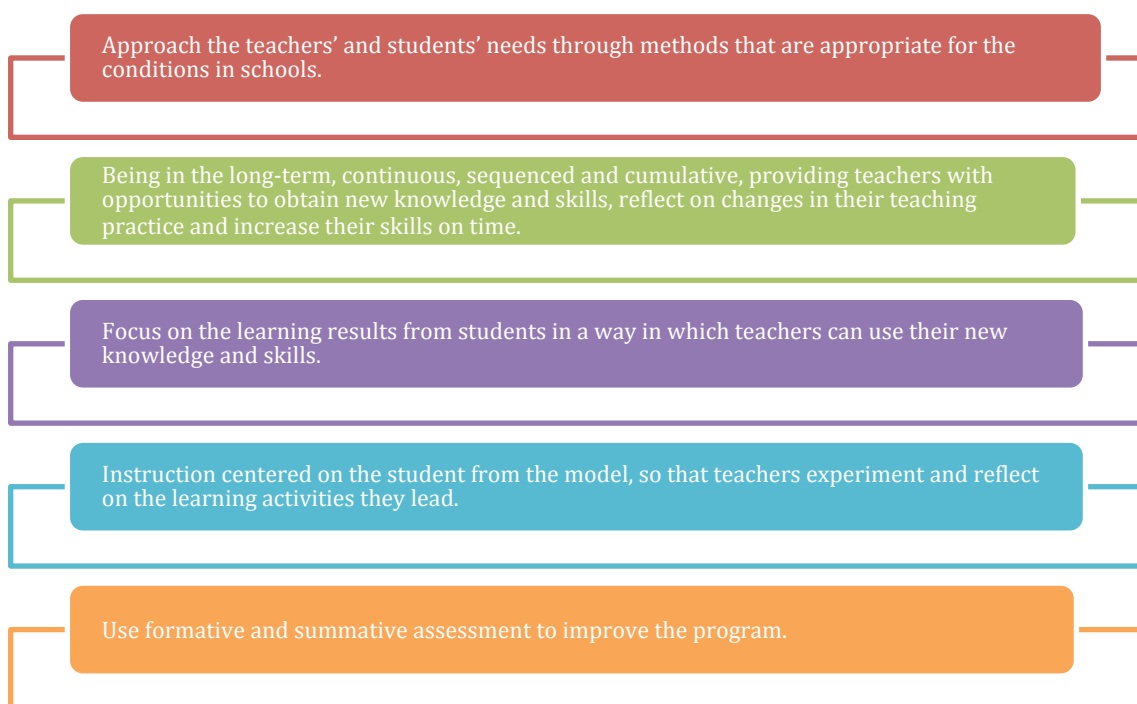 Approach the teachers’ and students’ needs through methods that are appropriate for the
conditions in schools.
Being in the long-term, continuous, sequenced and cumulative, providing teachers with
opportunities to obtain new knowledge and skills, reflect on changes in their teaching
practice and increase their skills on time.
Focus on the learning results from students in a way in which teachers can use their new
knowledge and skills.
Instruction centered on the student from the model, so that teachers experiment and reflect
on the learning activities they lead.
Use formative and summative assessment to improve the program.